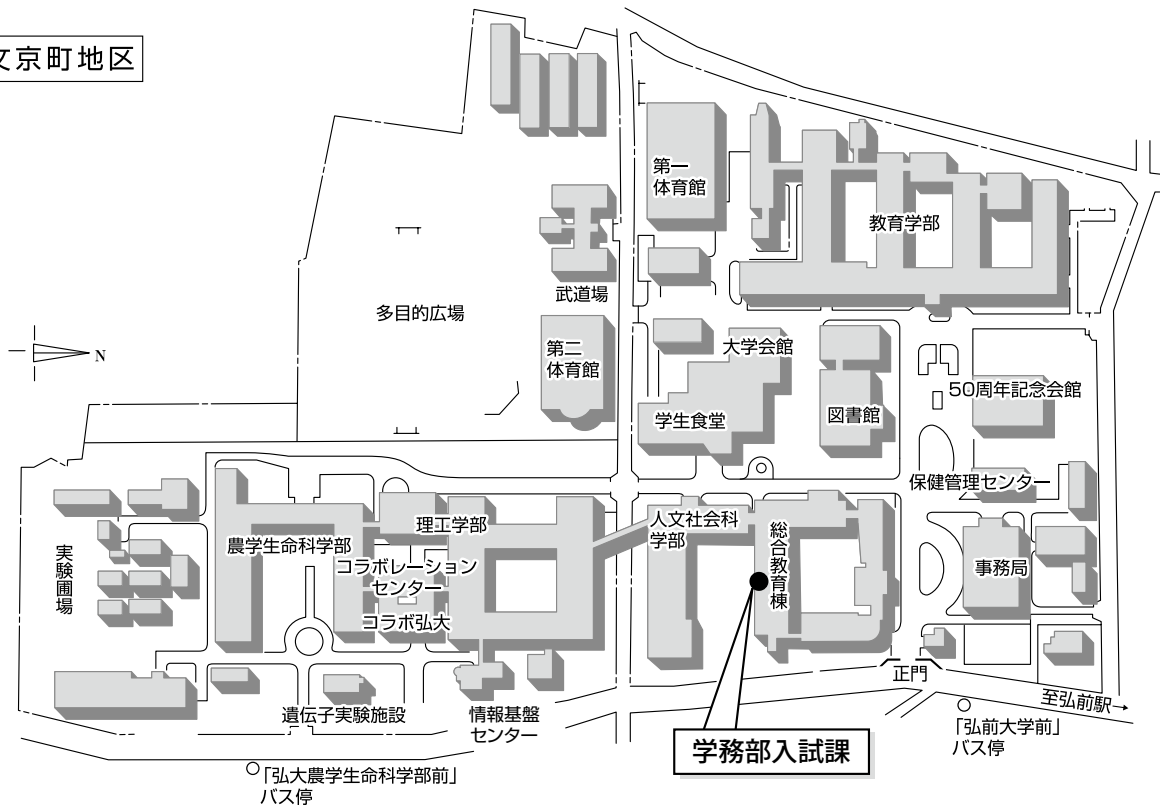 文京町地区
第一
体育館
教育学部
武道場
多目的広場
N
第二
体育館
大学会館
学生食堂
図書館
50周年記念会館
保健管理センター
事務局
人文社会科
学部
総合教育棟
理工学部
農学生命科学部
コラボレーション
センター
コラボ弘大
実験圃場
正門
至弘前駅→
「弘前大学前」
バス停
遺伝子実験施設
情報基盤
センター
学務部入試課
「弘大農学生命科学部前」
バス停